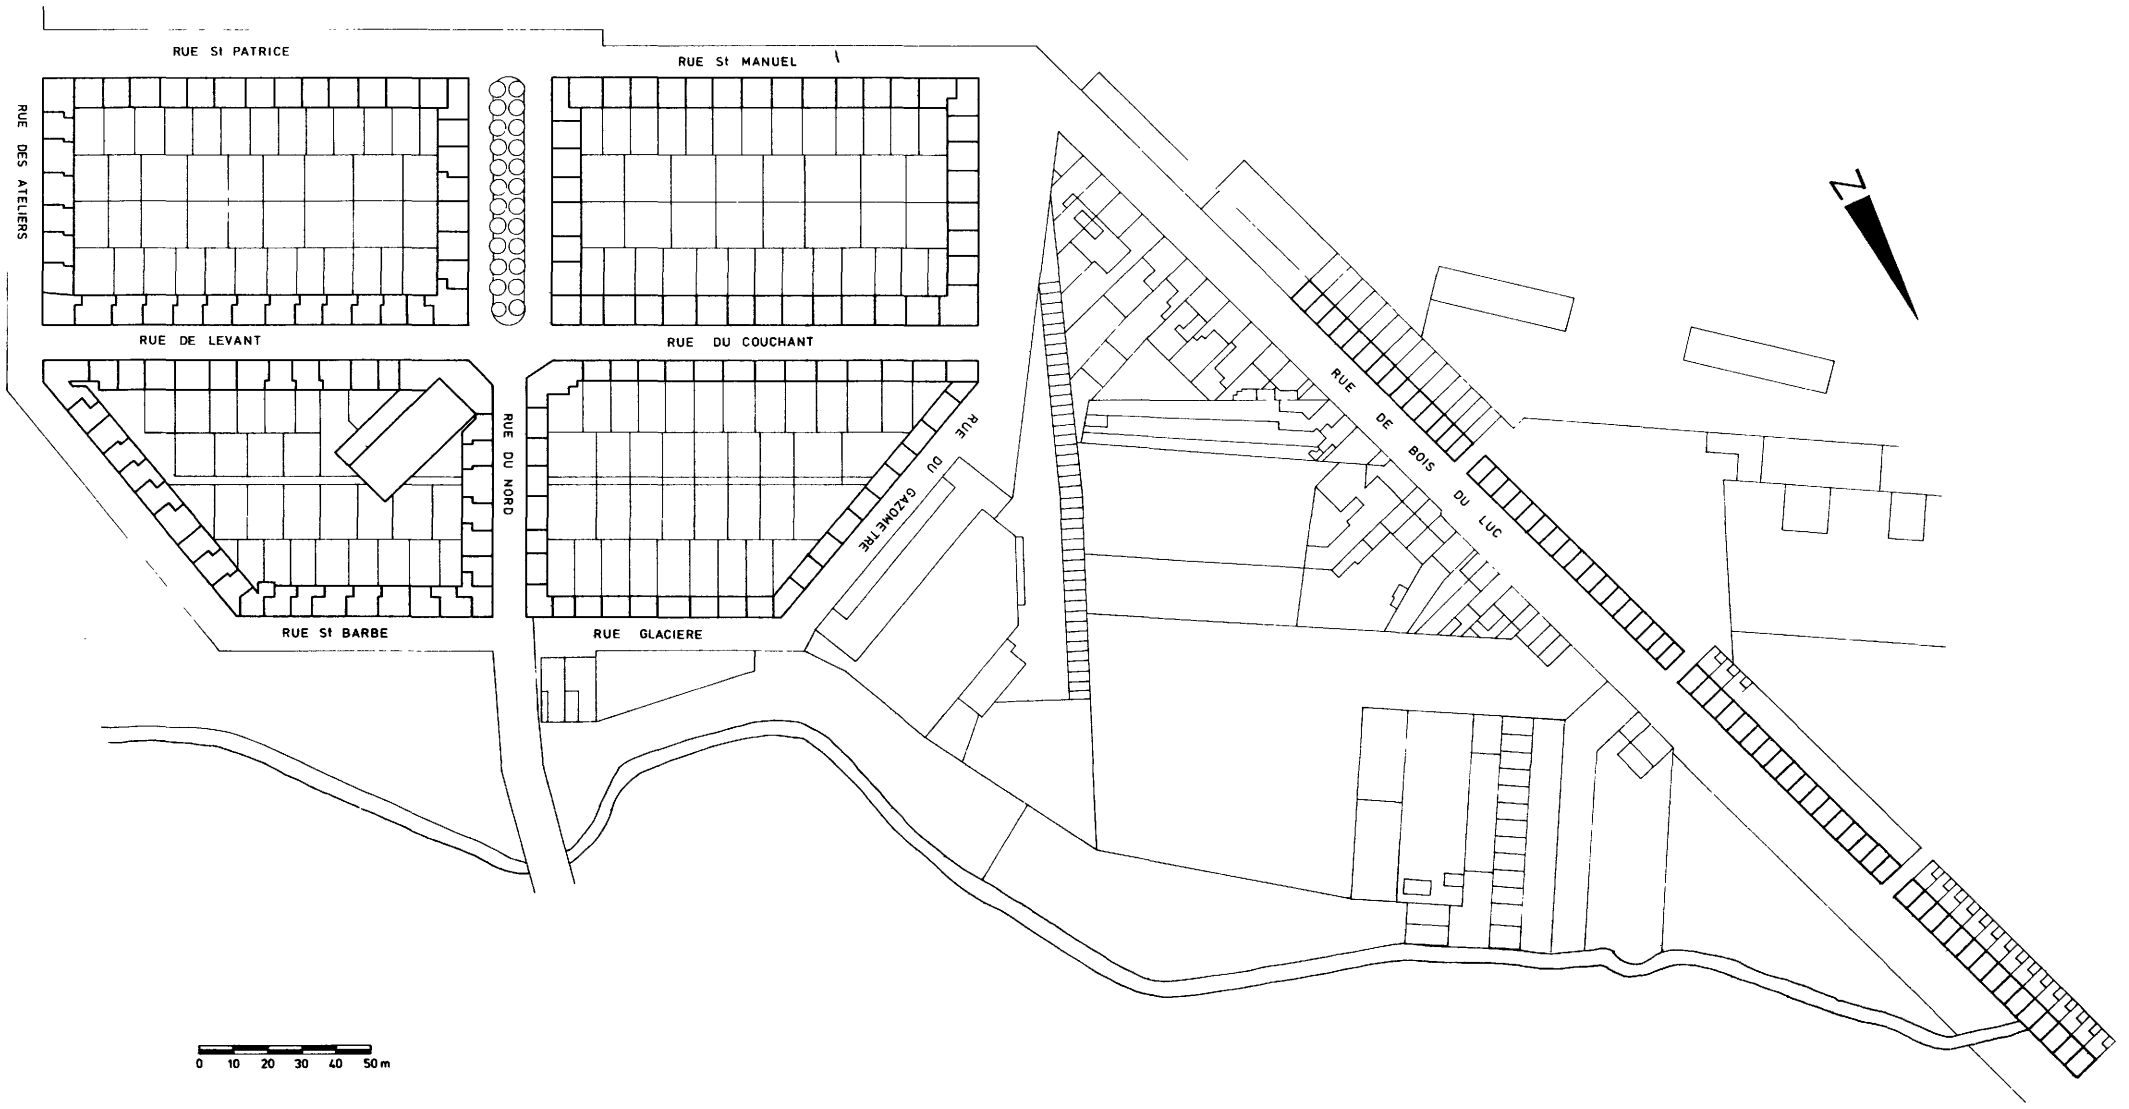 RUE St PATRICE
RUE St MANUEL
RUE DES ATELIERS
N
RUE DE LEVANT
RUE DU COUCHANT
RUE DE BOIS DU LUC
RUE DU NORD
RUE DU GAZOMETRE
RUE St BARBE
RUE GLACIERE
0 10 20 30 40 50 m